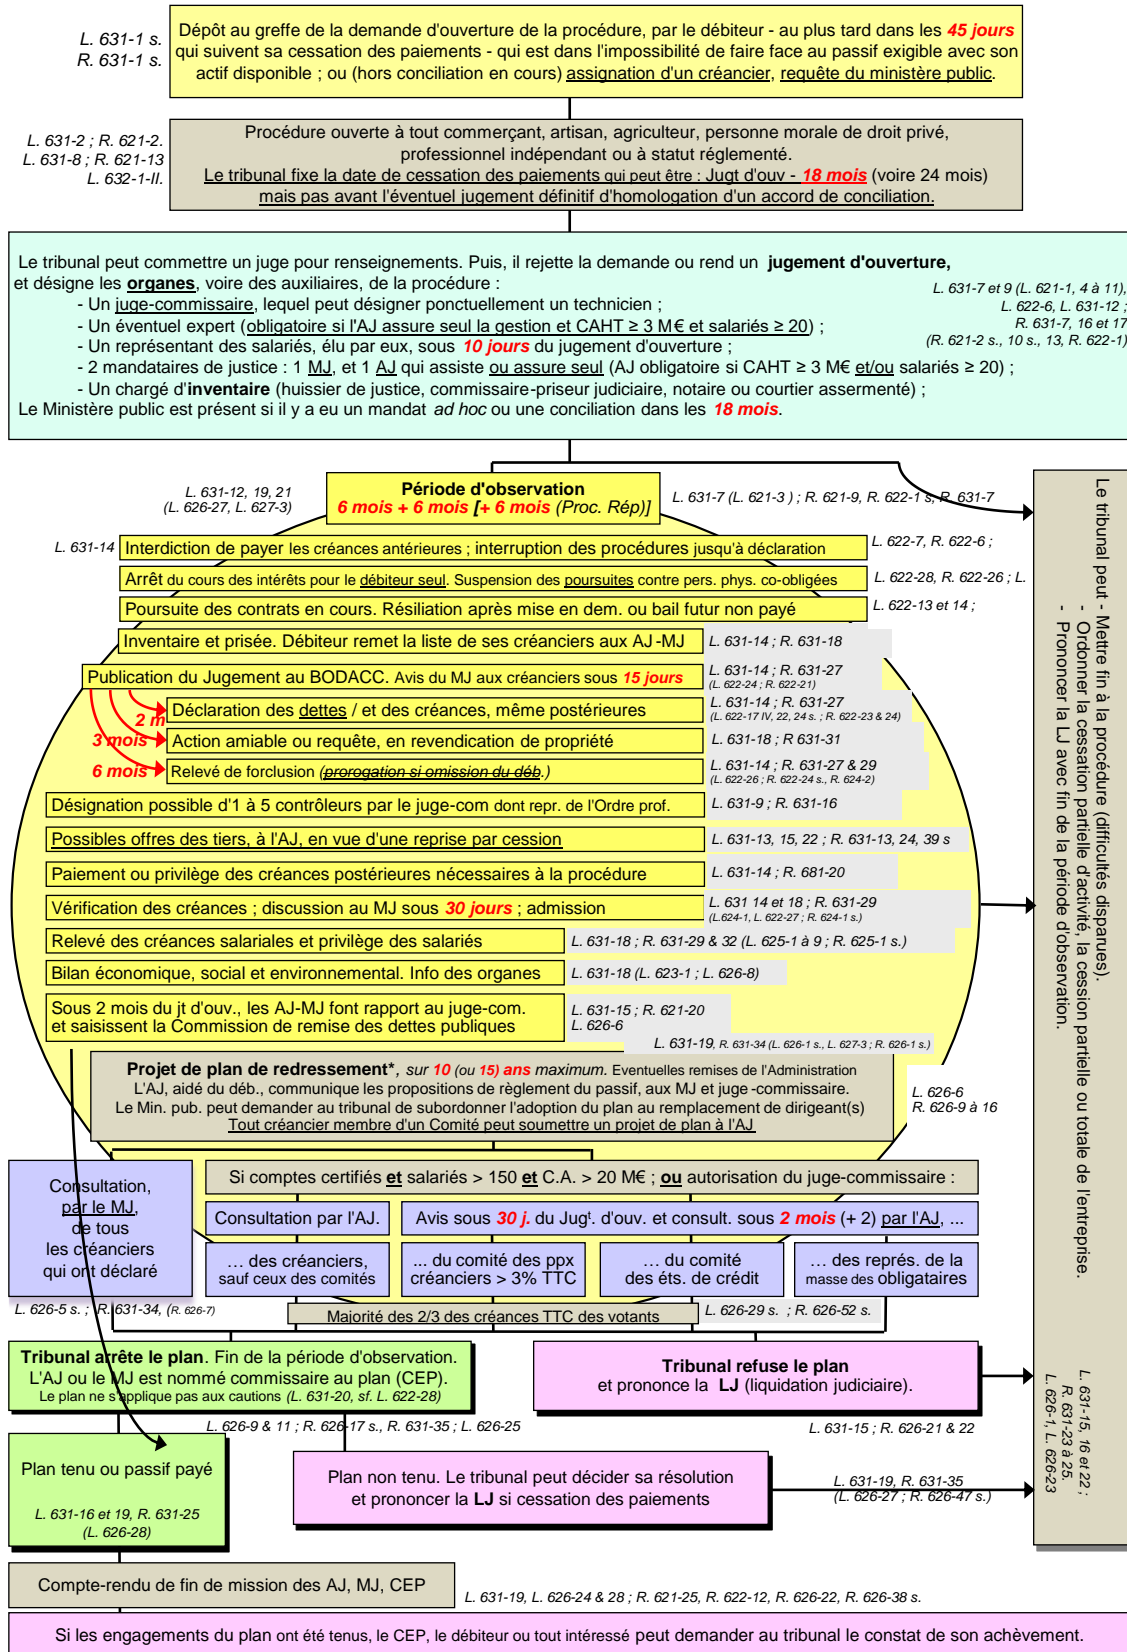 L. 631-1 s.
R. 631-1 s.
Dépôt au greffe de la demande d'ouverture de la procédure, par le débiteur - au plus tard dans les 45 jours
qui suivent sa cessation des paiements - qui est dans l'impossibilité de faire face au passif exigible avec son
actif disponible ; ou (hors conciliation en cours) assignation d'un créancier, requête du ministère public.
L. 631-2 ; R. 621-2.
L. 631-8 ; R. 621-13
L. 632-1-II.
Procédure ouverte à tout commerçant, artisan, agriculteur, personne morale de droit privé,
professionnel indépendant ou à statut réglementé.
Le tribunal fixe la date de cessation des paiements qui peut être : Jugt d'ouv - 18 mois (voire 24 mois)
mais pas avant l'éventuel jugement définitif d'homologation d'un accord de conciliation.
Le tribunal peut commettre un juge pour renseignements. Puis, il rejette la demande ou rend un jugement d'ouverture,
et désigne les organes, voire des auxiliaires, de la procédure :
- Un juge-commissaire, lequel peut désigner ponctuellement un technicien ;
- Un éventuel expert (obligatoire si l'AJ assure seul la gestion et CAHT ≥ 3 M€ et salariés ≥ 20) ;
- Un représentant des salariés, élu par eux, sous 10 jours du jugement d'ouverture ;
- 2 mandataires de justice : 1 MJ, et 1 AJ qui assiste ou assure seul (AJ obligatoire si CAHT ≥ 3 M€ et/ou salariés ≥ 20) ;
- Un chargé d'inventaire (huissier de justice, commissaire-priseur judiciaire, notaire ou courtier assermenté) ;
Le Ministère public est présent si il y a eu un mandat ad hoc ou une conciliation dans les 18 mois.
L. 631-7 et 9 (L. 621-1, 4 à 11),
L. 622-6, L. 631-12 ;
R. 631-7, 16 et 17
(R. 621-2 s., 10 s., 13, R. 622-1)
L. 631-12, 19, 21
(L. 626-27, L. 627-3)
Période d'observation
6 mois + 6 mois [+ 6 mois (Proc. Rép)]
L. 631-7 (L. 621-3 ) ; R. 621-9, R. 622-1 s, R. 631-7
L. 631-14
Interdiction de payer les créances antérieures ; interruption des procédures jusqu'à déclaration
L. 622-7, R. 622-6 ;
Arrêt du cours des intérêts pour le débiteur seul. Suspension des poursuites contre pers. phys. co-obligées
L. 622-28, R. 622-26 ; L.
Poursuite des contrats en cours. Résiliation après mise en dem. ou bail futur non payé
L. 622-13 et 14 ;
Inventaire et prisée. Débiteur remet la liste de ses créanciers aux AJ-MJ
L. 631-14 ; R. 631-18
Publication du Jugement au BODACC. Avis du MJ aux créanciers sous 15 jours
L. 631-14 ; R. 631-27
(L. 622-24 ; R. 622-21)
2 m
Déclaration des dettes / et des créances, même postérieures
L. 631-14 ; R. 631-27
(L. 622-17 IV, 22, 24 s. ; R. 622-23 & 24)
3 mois
Action amiable ou requête, en revendication de propriété
L. 631-18 ; R 631-31
6 mois
Relevé de forclusion (prorogation si omission du déb.)
L. 631-14 ; R. 631-27 & 29
(L. 622-26 ; R. 622-24 s., R. 624-2)
Désignation possible d'1 à 5 contrôleurs par le juge-com dont repr. de l'Ordre prof.
L. 631-9 ; R. 631-16
Possibles offres des tiers, à l'AJ, en vue d'une reprise par cession
L. 631-13, 15, 22 ; R. 631-13, 24, 39 s
Paiement ou privilège des créances postérieures nécessaires à la procédure
L. 631-14 ; R. 681-20
Vérification des créances ; discussion au MJ sous 30 jours ; admission
L. 631 14 et 18 ; R. 631-29
(L.624-1, L. 622-27 ; R. 624-1 s.)
Relevé des créances salariales et privilège des salariés
L. 631-18 ; R. 631-29 & 32 (L. 625-1 à 9 ; R. 625-1 s.)
Bilan économique, social et environnemental. Info des organes
L. 631-18 (L. 623-1 ; L. 626-8)
Sous 2 mois du jt d'ouv., les AJ-MJ font rapport au juge-com.
et saisissent la Commission de remise des dettes publiques
L. 631-15 ; R. 621-20
L. 626-6
L. 631-19, R. 631-34 (L. 626-1 s., L. 627-3 ; R. 626-1 s.)
Projet de plan de redressement*, sur 10 (ou 15) ans maximum. Eventuelles remises de l'Administration
L'AJ, aidé du déb., communique les propositions de règlement du passif, aux MJ et juge -commissaire.
Le Min. pub. peut demander au tribunal de subordonner l'adoption du plan au remplacement de dirigeant(s)
Tout créancier membre d'un Comité peut soumettre un projet de plan à l'AJ
L. 626-6
R. 626-9 à 16
Consultation,
par le MJ,
de tous
les créanciers
qui ont déclaré
Si comptes certifiés et salariés > 150 et C.A. > 20 M€ ; ou autorisation du juge-commissaire :
Consultation par l'AJ.
Avis sous 30 j. du Jugt. d'ouv. et consult. sous 2 mois (+ 2) par l'AJ, ...
… des créanciers,
sauf ceux des comités
... du comité des ppx
créanciers > 3% TTC
… du comité
des éts. de crédit
… des représ. de la
masse des obligataires
L. 626-5 s. ; R. 631-34, (R. 626-7)
Majorité des 2/3 des créances TTC des votants
L. 626-29 s. ; R. 626-52 s.
Tribunal arrête le plan. Fin de la période d'observation.
L'AJ ou le MJ est nommé commissaire au plan (CEP).
Le plan ne s'applique pas aux cautions (L. 631-20, sf. L. 622-28)
Tribunal refuse le plan
et prononce la LJ (liquidation judiciaire).
L. 626-9 & 11 ; R. 626-17 s., R. 631-35 ; L. 626-25
L. 631-15 ; R. 626-21 & 22
Plan tenu ou passif payé
L. 631-16 et 19, R. 631-25
(L. 626-28)
Plan non tenu. Le tribunal peut décider sa résolution
et prononcer la LJ si cessation des paiements
L. 631-19, R. 631-35
(L. 626-27 ; R. 626-47 s.)
Le tribunal peut - Mettre fin à la procédure (difficultés disparues).
- Ordonner la cessation partielle d'activité, la cession partielle ou totale de l'entreprise.
- Prononcer la LJ avec fin de la période d'observation.
L. 631-15, 16 et 22 ;
R. 631-23 à 25.
L. 626-1, L. 626-23
Compte-rendu de fin de mission des AJ, MJ, CEP
L. 631-19, L. 626-24 & 28 ; R. 621-25, R. 622-12, R. 626-22, R. 626-38 s.
Si les engagements du plan ont été tenus, le CEP, le débiteur ou tout intéressé peut demander au tribunal le constat de son achèvement.